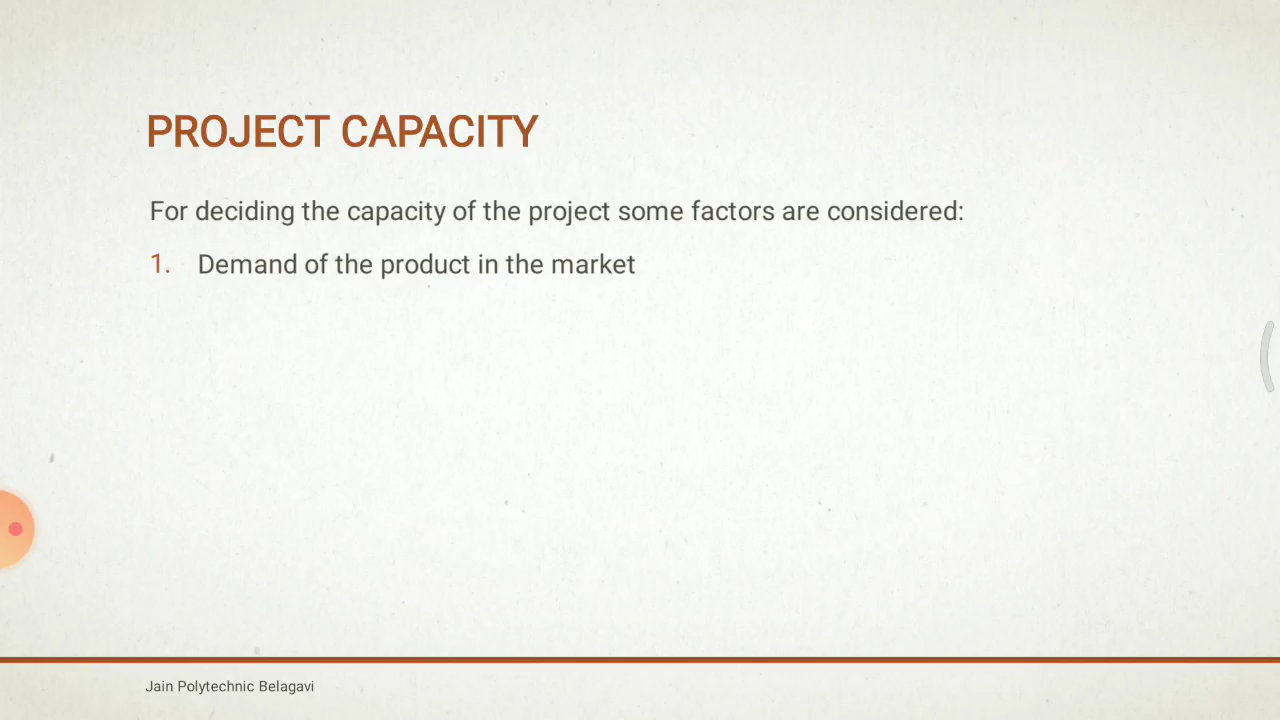 PROJECT CAPACITY
For deciding the capacity of the project some factors are considered:
1. Demand of the product in the market
Jain Polytechnic Belagavi